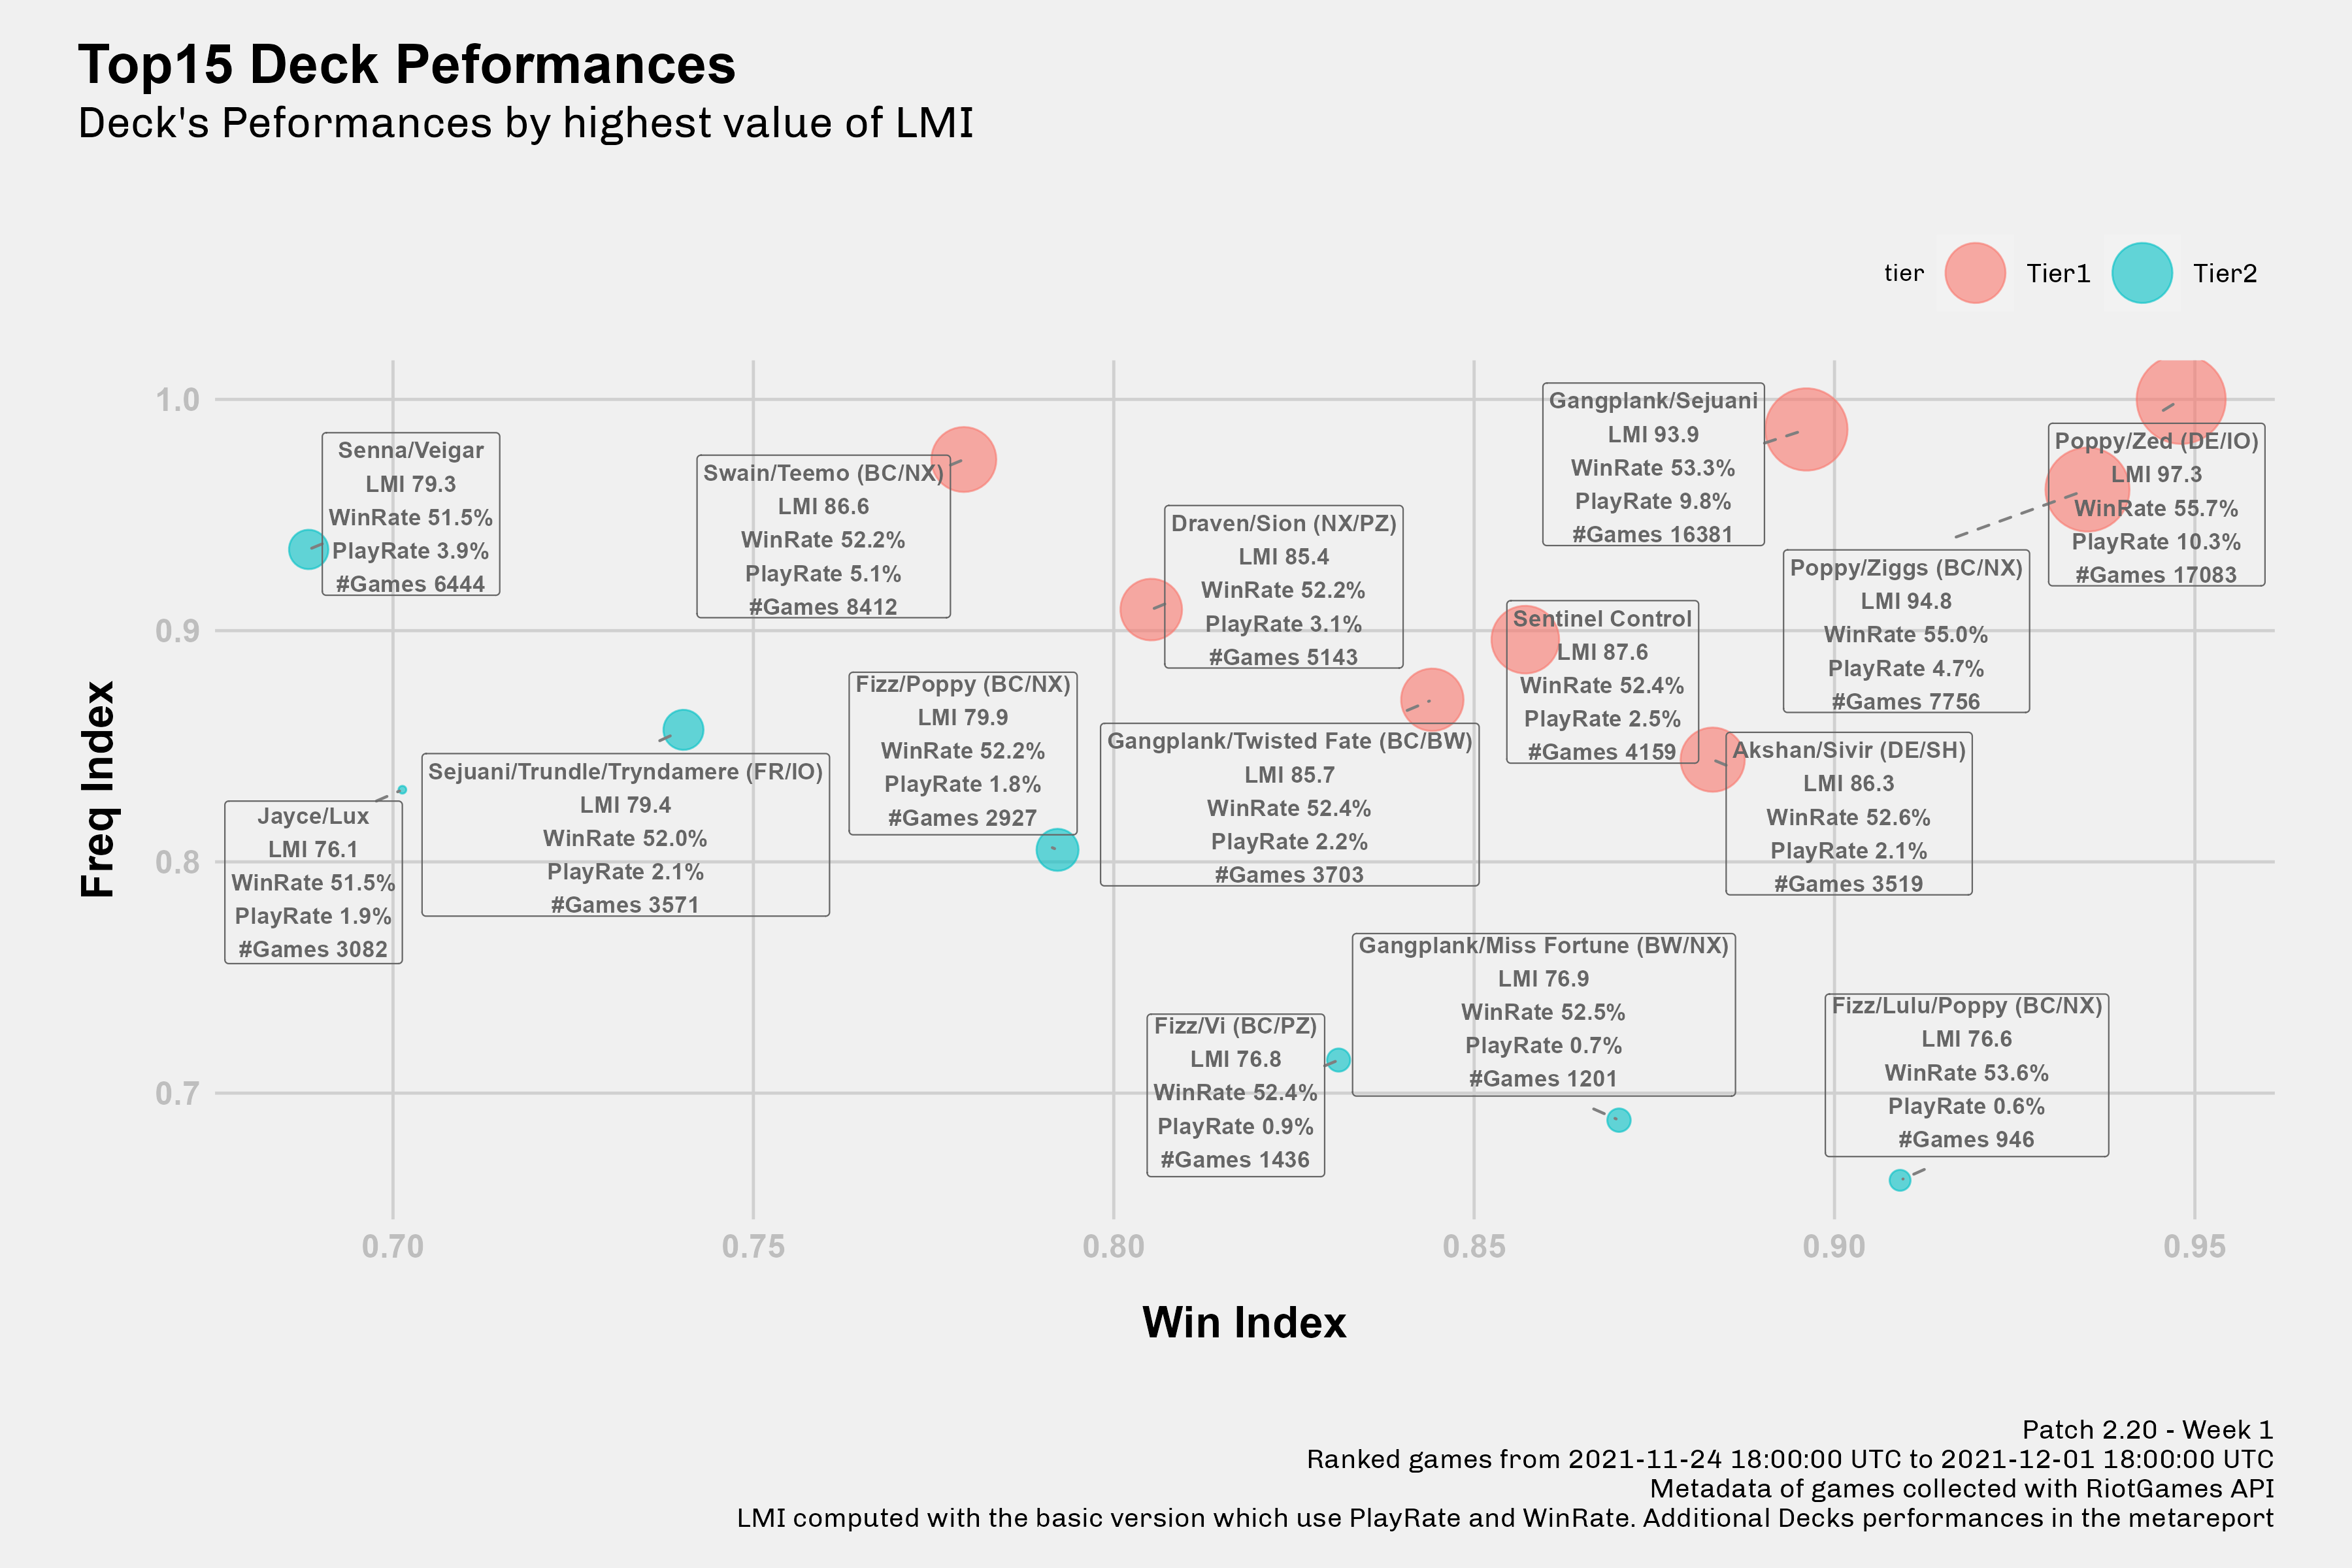 Top15 Deck Peformances
Deck's Peformances by highest value of LMI
tier
Tier1
Tier2
Freq Index
1.0
0.9
0.8
0.7
Senna/Veigar
LMI 79.3
WinRate 51.5%
PlayRate 3.9%
#Games 6444
Swain/Teemo (BC/NX)
LMI 86.6
WinRate 52.2%
PlayRate 5.1%
#Games 8412
Draven/Sion (NX/PZ)
LMI 85.4
WinRate 52.2%
PlayRate 3.1%
#Games 5143
Gangplank/Sejuani
LMI 93.9
WinRate 53.3%
PlayRate 9.8%
#Games 16381
Poppy/Zed (DE/IO)
LMI 97.3
WinRate 55.7%
PlayRate 10.3%
#Games 17083
Poppy/Ziggs (BC/NX)
LMI 94.8
WinRate 55.0%
PlayRate 4.7%
#Games 7756
Sentinel Control
LMI 87.6
WinRate 52.4%
PlayRate 2.5%
#Games 4159
Fizz/Poppy (BC/NX)
LMI 79.9
WinRate 52.2%
PlayRate 1.8%
#Games 2927
Gangplank/Twisted Fate (BC/BW)
LMI 85.7
WinRate 52.4%
PlayRate 2.2%
#Games 3703
Akshan/Sivir (DE/SH)
LMI 86.3
WinRate 52.6%
PlayRate 2.1%
#Games 3519
Sejuani/Trundle/Tryndamere (FR/IO)
LMI 79.4
WinRate 52.0%
PlayRate 2.1%
#Games 3571
Jayce/Lux
LMI 76.1
WinRate 51.5%
PlayRate 1.9%
#Games 3082
Gangplank/Miss Fortune (BW/NX)
LMI 76.9
WinRate 52.5%
PlayRate 0.7%
#Games 1201
Fizz/Vi (BC/PZ)
LMI 76.8
WinRate 52.4%
PlayRate 0.9%
#Games 1436
Fizz/Lulu/Poppy (BC/NX)
LMI 76.6
WinRate 53.6%
PlayRate 0.6%
#Games 946
0.70
0.75
0.80
0.85
0.90
0.95
Win Index
Patch 2.20 - Week 1
Ranked games from 2021-11-24 18:00:00 UTC to 2021-12-01 18:00:00 UTC
Metadata of games collected with RiotGames API
LMI computed with the basic version which use PlayRate and WinRate. Additional Decks performances in the metareport